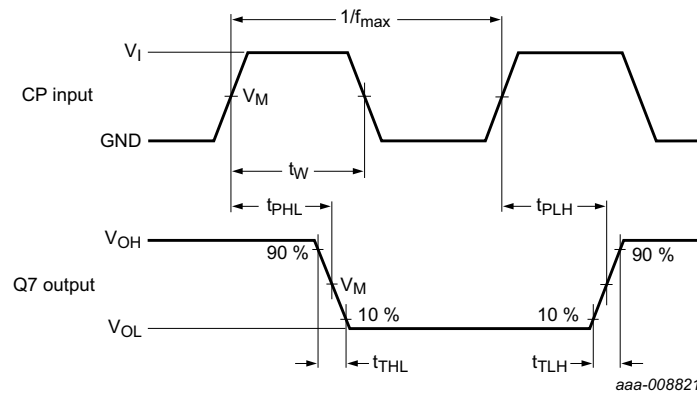 1/fmax
VI
CP input
VM
GND
tW
tPHL
tPLH
VOH
90 %
90 %
Q7 output
VM
10 %
10 %
VOL
tTHL
tTLH
aaa-008821